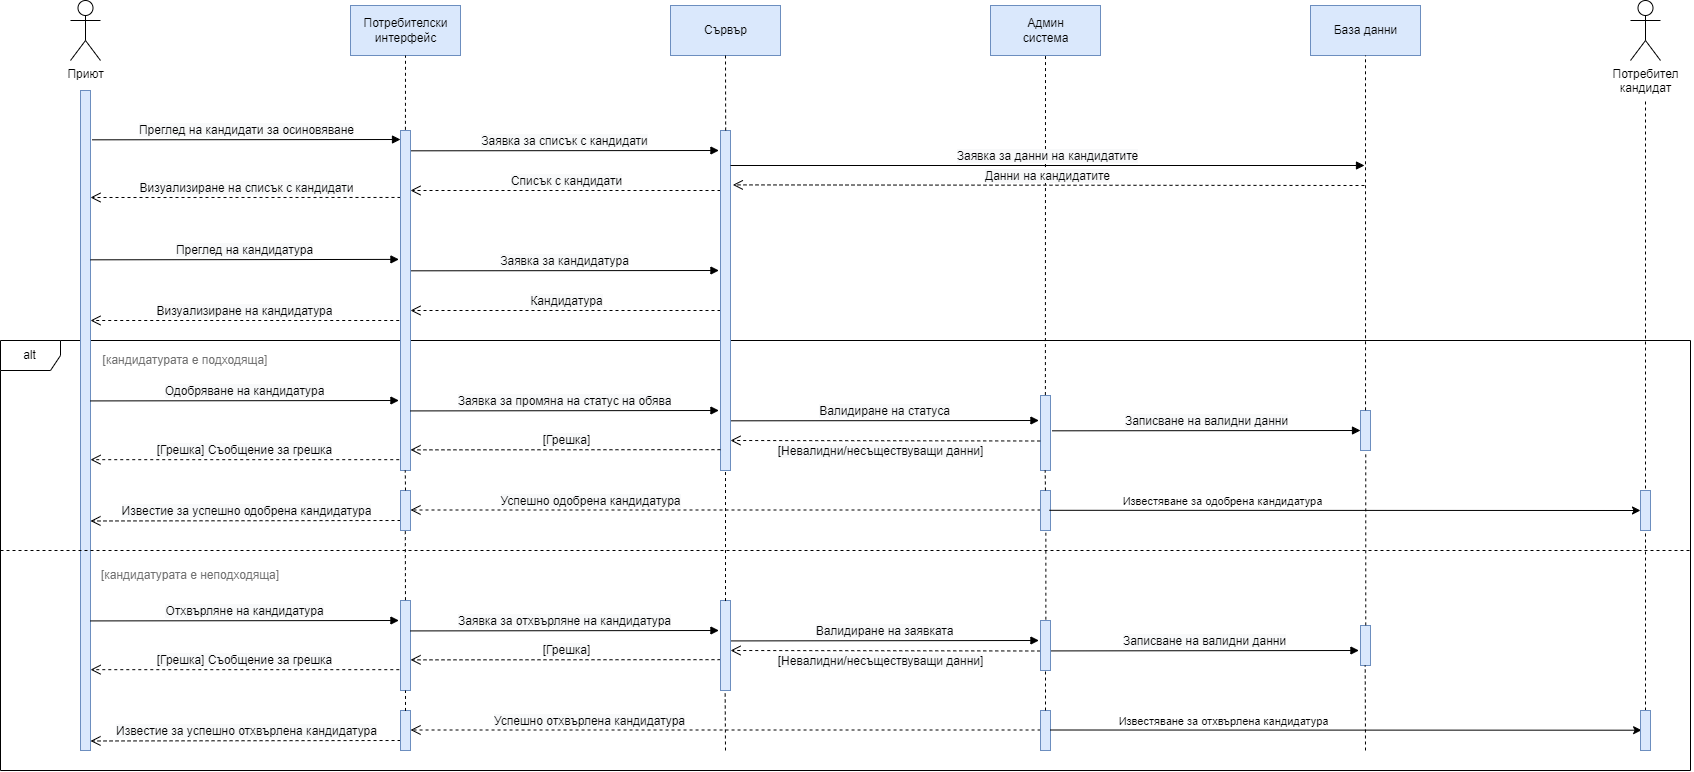 Приют
Потребителски
интерфейс
Сървър
Админ
система
База данни
Потребител
кандидат
Преглед на кандидати за осиновяване
Заявка за списък с кандидати
Заявка за данни на кандидатите
Данни на кандидатите
Списък с кандидати
Визуализиране на списък с кандидати
Преглед на кандидатура
Заявка за кандидатура
Кандидатура
Визуализиране на кандидатура
alt
[кандидатурата е подходяща]
Одобряване на кандидатура
Заявка за промяна на статус на обява
Валидиране на статуса
Записване на валидни данни
[Грешка]
[Невалидни/несъществуващи данни]
[Грешка] Съобщение за грешка
Успешно одобрена кандидатура
Известяване за одобрена кандидатура
Известие за успешно одобрена кандидатура
[кандидатурата е неподходяща]
Отхвърляне на кандидатура
Заявка за отхвърляне на кандидатура
Валидиране на заявката
Записване на валидни данни
[Грешка]
[Невалидни/несъществуващи данни]
[Грешка] Съобщение за грешка
Успешно отхвърлена кандидатура
Известяване за отхвърлена кандидатура
Известие за успешно отхвърлена кандидатура